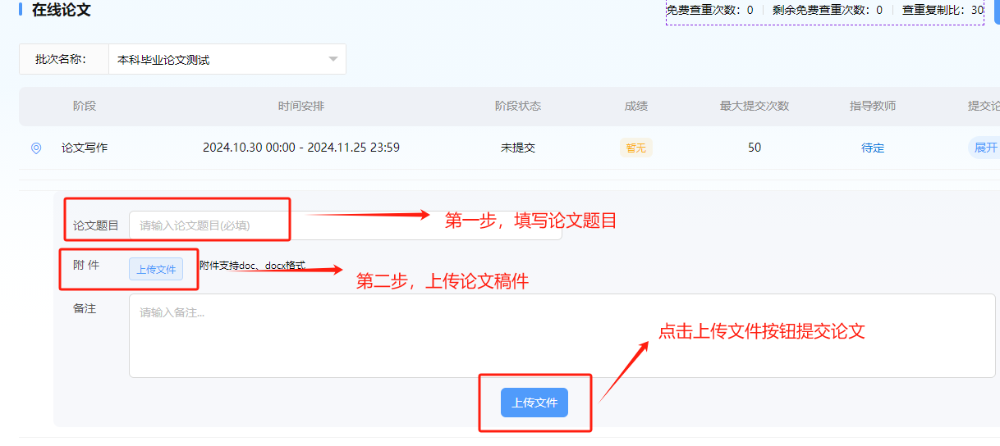 在线论文
免费查重次数：0 剩余免费查重次数：0 查重复制比：30
批次名称： 本科毕业论文测试
阶段 时间安排 阶段状态 成绩 最大提交次数 指导教师 提交论
论文写作 2024.10.30 00:00 - 2024.11.25 23:59 未提交 暂无 50 待定 展开
论文题目 请输入论文题目(必填) 第一步，填写论文题目
附 件 上传文件 附件支持doc、docx格式
第二步，上传论文稿件
备注 请输入备注...
点击上传文件按钮提交论文
上传文件